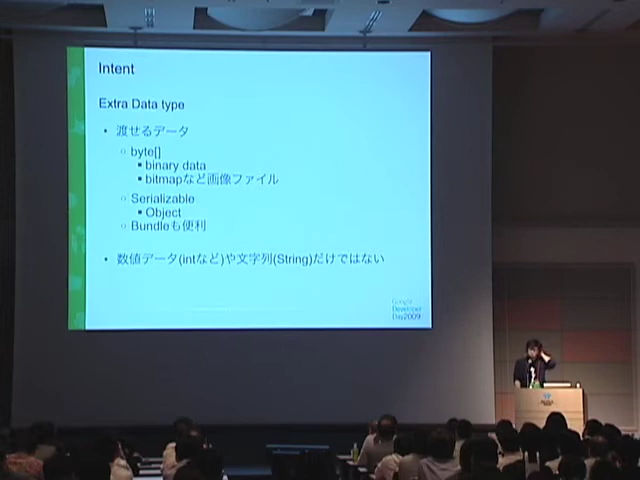 Intent
Extra Data type
• 渡せるデータ
○ byte[]
▪ binary data
▪ bitmapなど画像ファイル
○ Serializable
▪ Object
○ Bundleも便利
• 数値データ(intなど)や文字列(String)だけではない
Google
Developer
Day2009